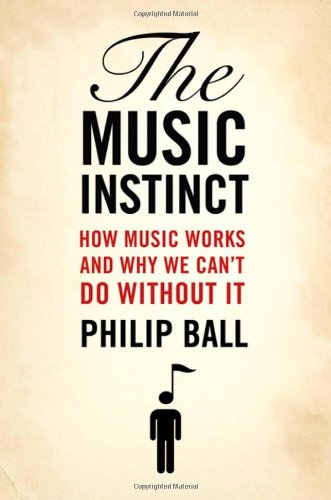 The
MUSIC
INSTINCT
HOW MUSIC WORKS
AND WHY WE CAN'T
DO WITHOUT IT
PHILIP BALL